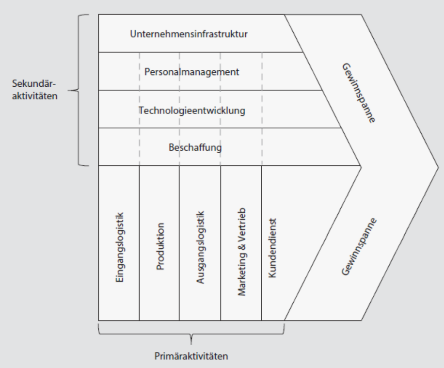 Unternehmensinfrastruktur
Personalmanagement
Sekundär-
aktivitäten
Technologieentwicklung
Beschaffung
Gewinnspanne
Eingangslogistik
Produktion
Ausgangslogistik
Marketing & Vertrieb
Kundendienst
Gewinnspanne
Primäraktivitäten